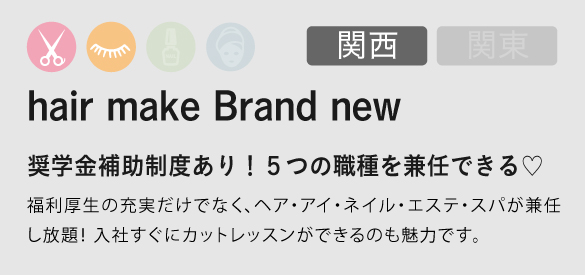 関西 関東
hair make Brand new
奨学金補助制度あり！５つの職種を兼任できる♡
福利厚生の充実だけでなく、ヘア・アイ・ネイル・エステ・スパが兼任
し放題！入社すぐにカットレッスンができるのも魅力です。